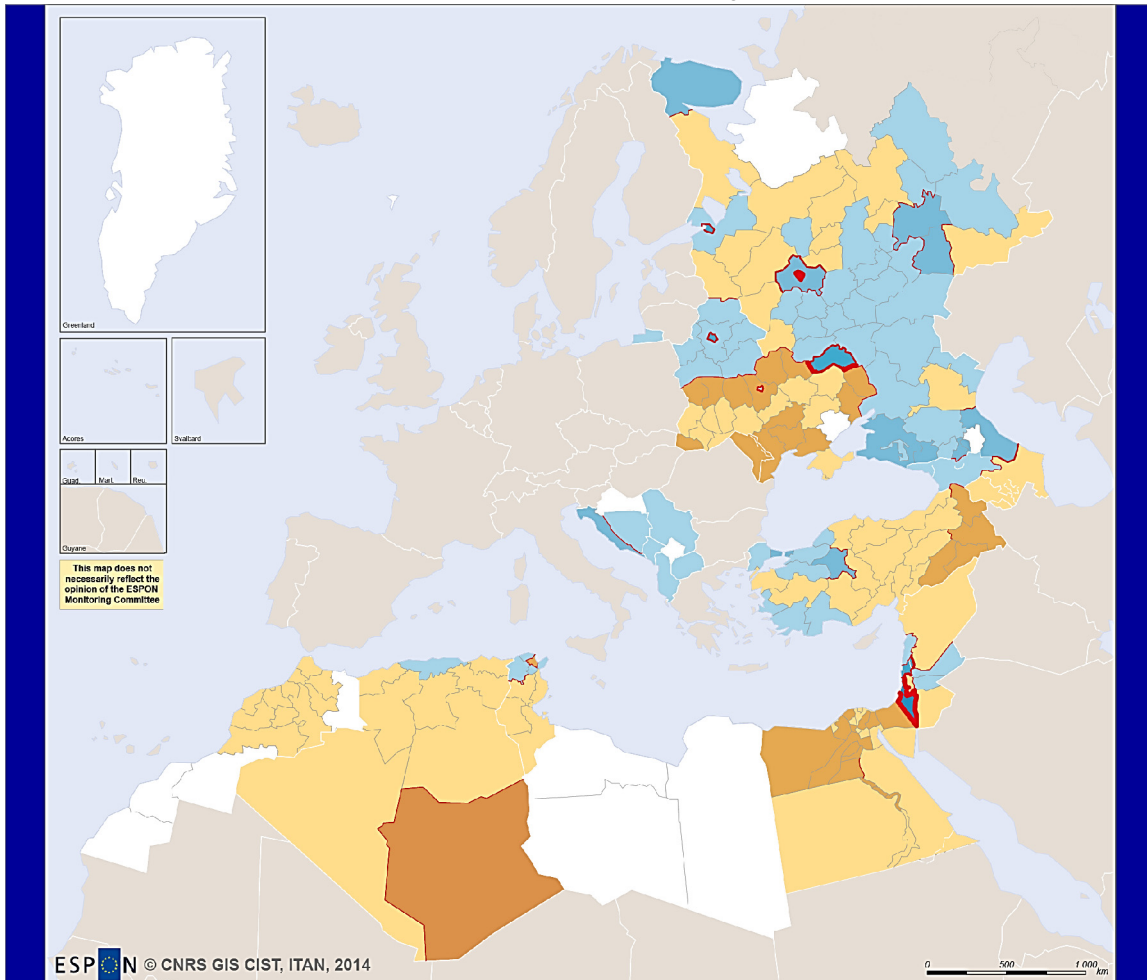 Greenland
Acores
Svalbard
Guad.
Mart.
Reu.
Guyane
This map does not
necessarily reflect the
opinion of the ESPON
Monitoring Committee
ESPON © CNRS GIS CIST, ITAN, 2014
0 500 1 000
km